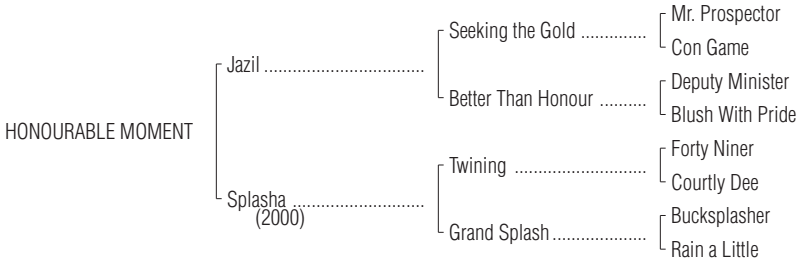 Mr. Prospector
Seeking the Gold ..............
Con Game
Jazil ..................................
Deputy Minister
Better Than Honour ..........
Blush With Pride
HONOURABLE MOMENT
Forty Niner
Twining ............................
Courtly Dee
Splasha ............................
(2000)
Bucksplasher
Grand Splash....................
Rain a Little